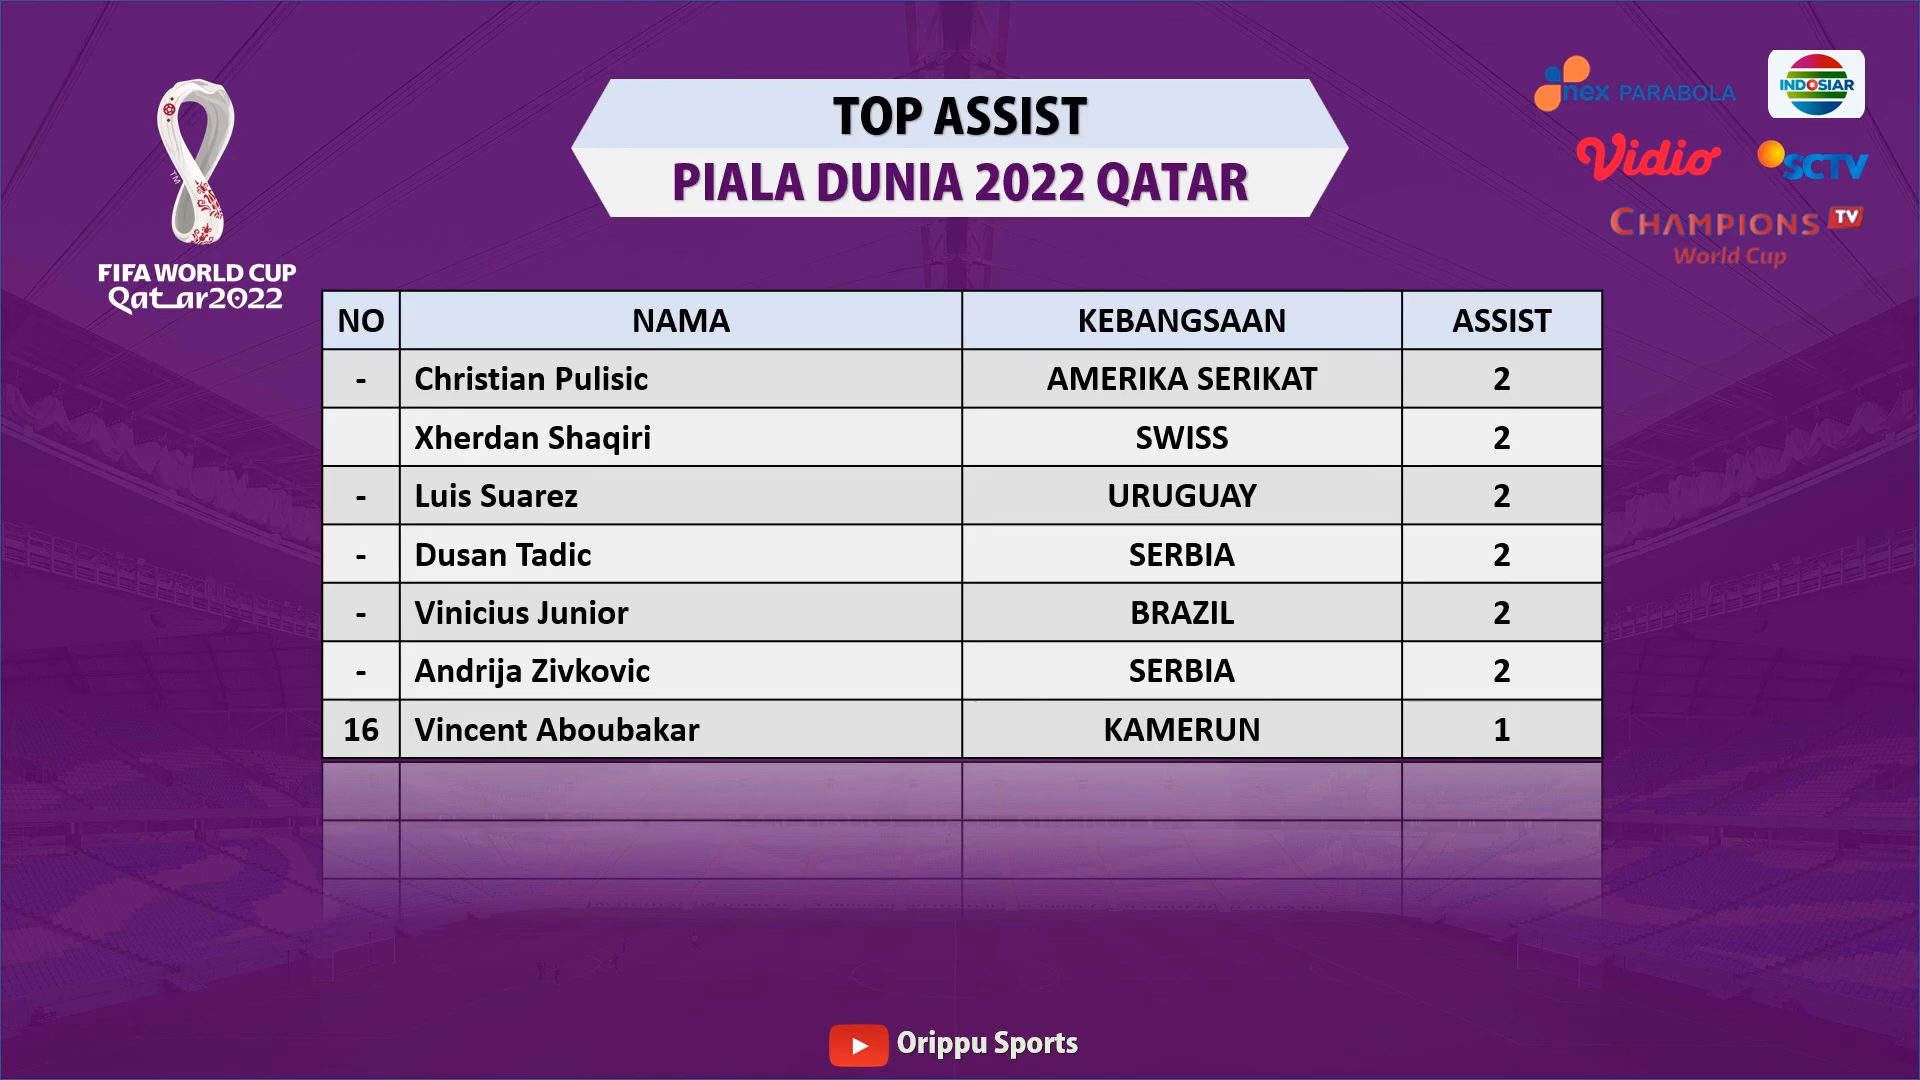 TOP ASSIST
PIALA DUNIA 2022 QATAR
TM
FIFA WORLD CUP
Qatar2022
nex PARABOLA
INDOSIAR
Vidio
SCTV
CHAMPIONS TV
World Cup
NO NAMA KEBANGSAAN ASSIST
- Christian Pulisic AMERIKA SERIKAT 2
Xherdan Shaqiri SWISS 2
- Luis Suarez URUGUAY 2
- Dusan Tadic SERBIA 2
- Vinicius Junior BRAZIL 2
- Andrija Zivkovic SERBIA 2
16 Vincent Aboubakar KAMERUN 1
Orippu Sports